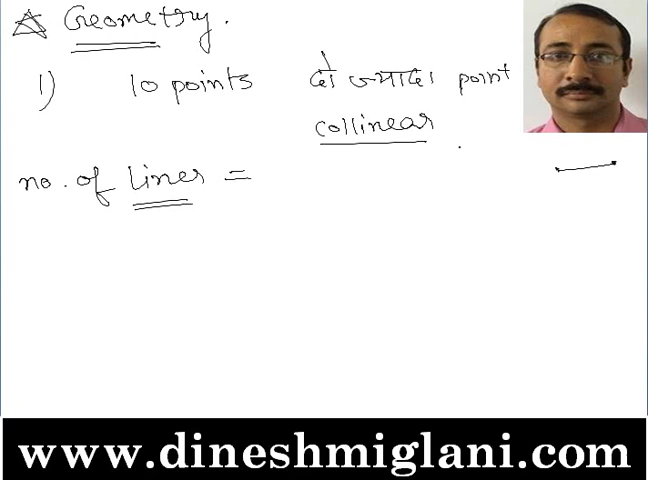 Geometry.
1) 10 points दो ज्यादा point
collinear
no. of lines =
www.dineshmiglani.com